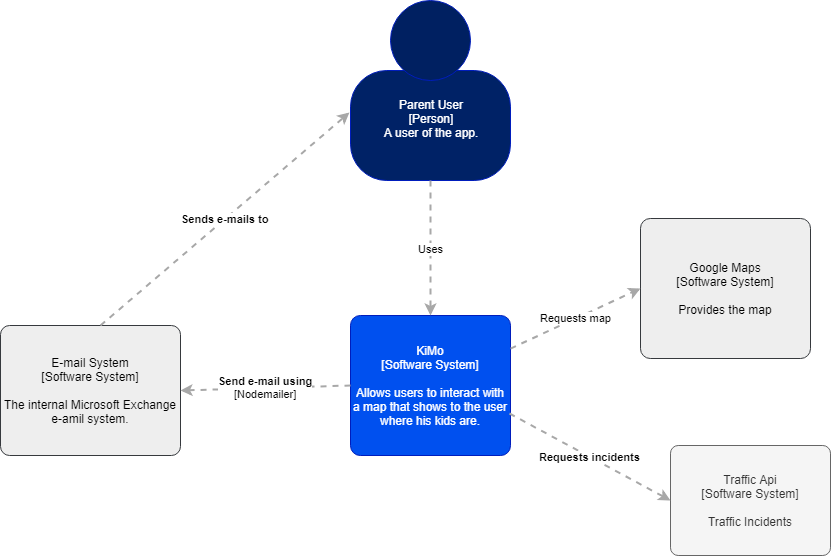 Parent User
[Person]
A user of the app.
Sends e-mails to
Uses
Google Maps
[Software System]
Provides the map
Requests map
E-mail System
[Software System]
The internal Microsoft Exchange
e-amil system.
Send e-mail using
[Nodemailer]
KiMo
[Software System]
Allows users to interact with
a map that shows to the user
where his kids are.
Requests incidents
Traffic Api
[Software System]
Traffic Incidents